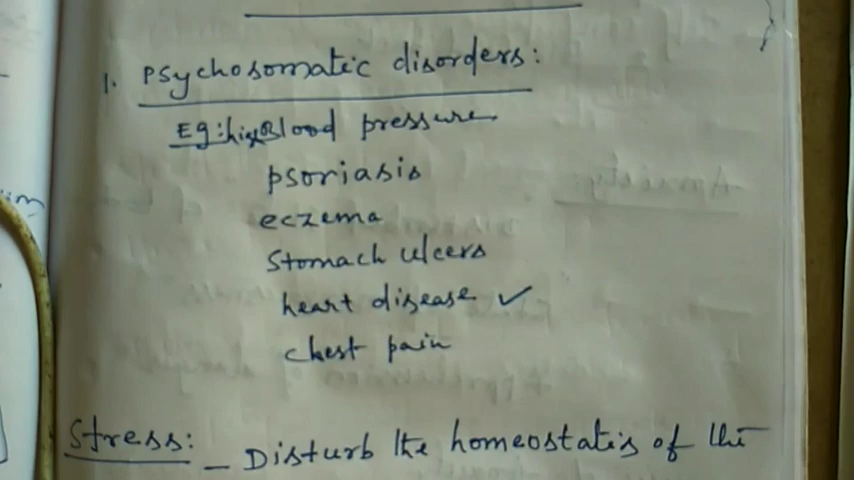 1. Psychosomatic disorders:
Eg: high Blood pressure
psoriasis
eczema
Stomach ulcers
heart disease ✓
chest pain
Stress:
- Disturb the homeostatis of the